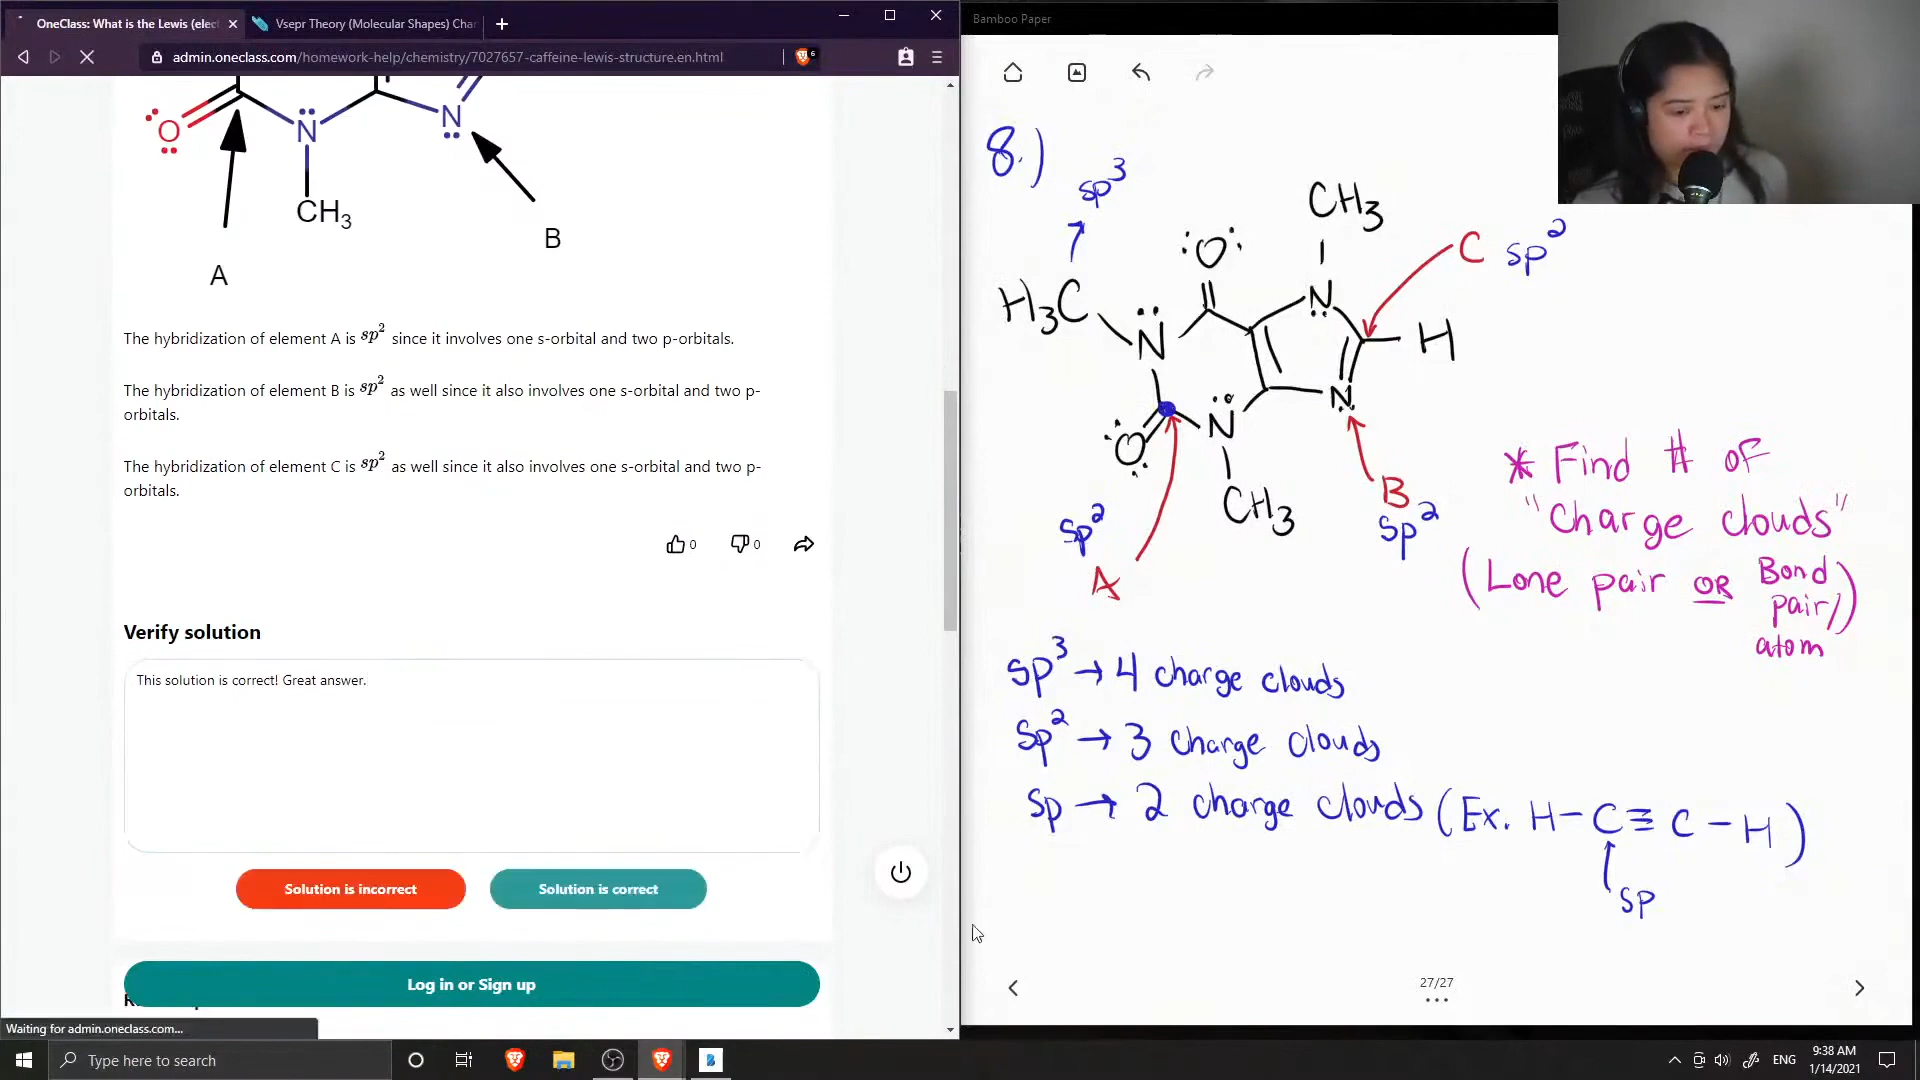 OneClass: What is the Lewis (elec
Vsepr Theory (Molecular Shapes) Char
admin.oneclass.com/homework-help/chemistry/7027657-caffeine-lewis-structure.en.html
6
O
N
N
CH3
A
B
The hybridization of element A is sp² since it involves one s-orbital and two p-orbitals.
The hybridization of element B is sp² as well since it also involves one s-orbital and two p-
orbitals.
The hybridization of element C is sp² as well since it also involves one s-orbital and two p-
orbitals.
0
0
Verify solution
This solution is correct! Great answer.
Solution is incorrect
Solution is correct
Log in or Sign up
Waiting for admin.oneclass.com...
Bamboo Paper
8.)
sp³
CH3
C sp²
O
H3C
N
N
H
O
N
N
CH3
B
sp²
sp²
A
* Find # of
"Charge clouds"
(Lone pair OR Bond
pair/)
atom
sp³ → 4 charge clouds
sp² → 3 charge clouds
sp → 2 charge clouds (Ex. H – C ≡ C – H)
sp
27/27
Type here to search
ENG
9:38 AM
1/14/2021